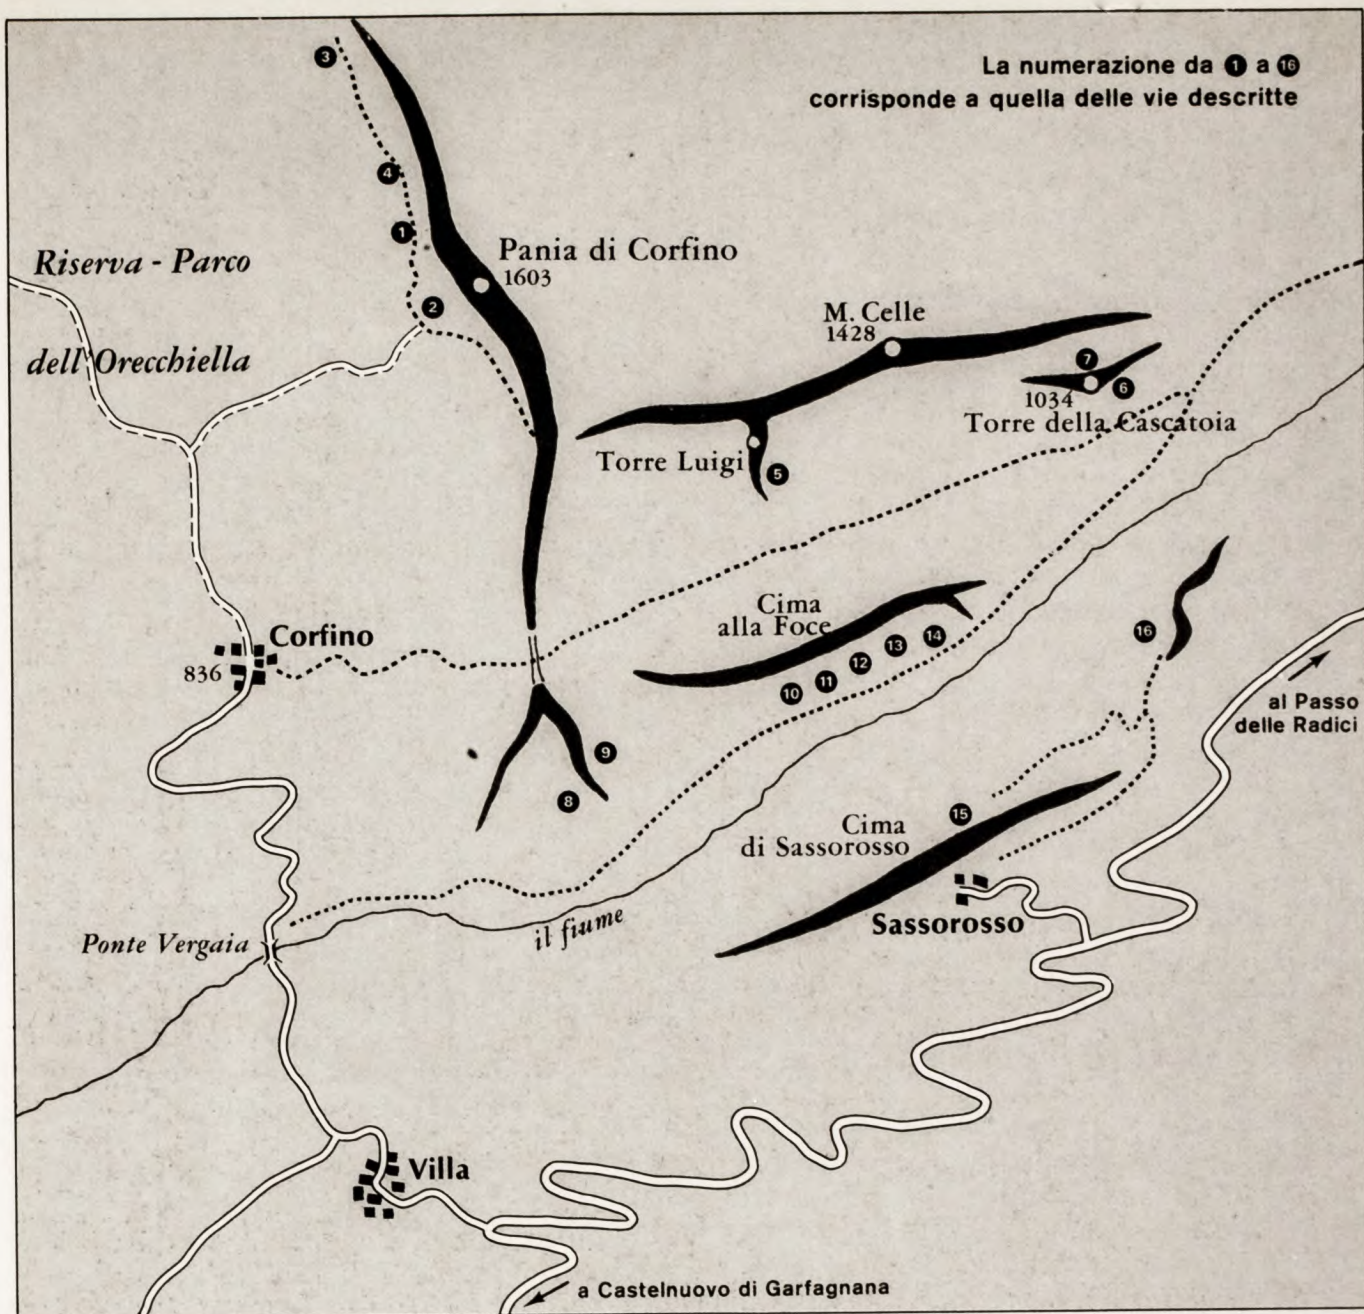 La numerazione da 1 a 16
corrisponde a quella delle vie descritte
3
4
1
2
Riserva - Parco
dell'Orecchiella
Pania di Corfino
1603
M. Celle
1428
7
6
1034
Torre della Cascatoia
Torre Luigi
5
Cima
alla Foce
10
11
12
13
14
16
Corfino
836
al Passo
delle Radici
9
8
15
Cima
di Sassorosso
Sassorosso
il fiume
Ponte Vergaia
Villa
a Castelnuovo di Garfagnana